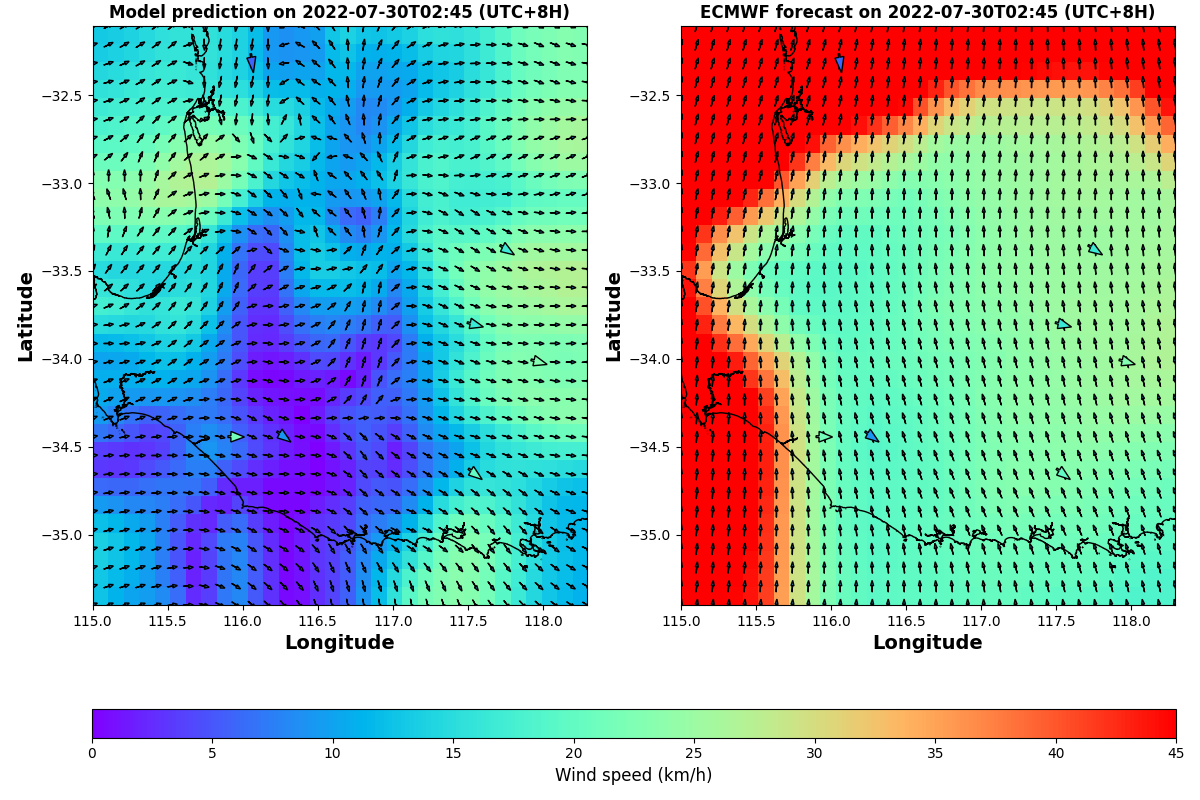 Model prediction on 2022-07-30T02:45 (UTC+8H)
ECMWF forecast on 2022-07-30T02:45 (UTC+8H)
Latitude
−32.5
−33.0
−33.5
−34.0
−34.5
−35.0
115.0 115.5 116.0 116.5 117.0 117.5 118.0
Longitude
Latitude
−32.5
−33.0
−33.5
−34.0
−34.5
−35.0
115.0 115.5 116.0 116.5 117.0 117.5 118.0
Longitude
0 5 10 15 20 25 30 35 40 45
Wind speed (km/h)